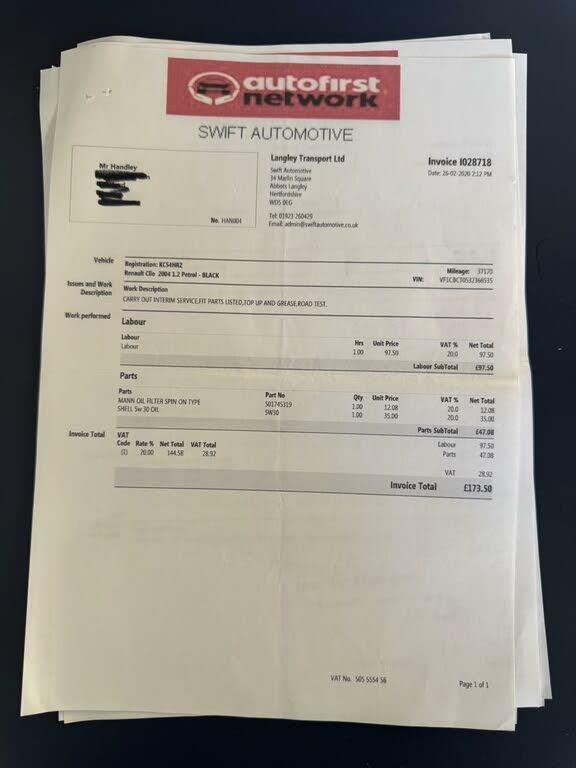 autofirst
network
SWIFT AUTOMOTIVE
Mr Handley
No. HAN004
Langley Transport Ltd
Swift Automotive
34 Marlin Square
Abbots Langley
Hertfordshire
WD5 0EG
Tel: 01923 260429
Email: admin@swiftautomotive.co.uk
Invoice I028718
Date: 26-02-2020 2:12 PM
Vehicle
Registration: KC54HRZ
Renault Clio 2004 1.2 Petrol - BLACK
Mileage: 37170
VIN: VF1CBCT0532366535
Issues and Work
Description
Work Description
CARRY OUT INTERIM SERVICE,FIT PARTS LISTED,TOP UP AND GREASE,ROAD TEST.
Work performed
Labour
Labour Hrs Unit Price VAT % Net Total
Labour 1.00 97.50 20.0 97.50
Labour SubTotal £97.50
Parts
Parts Part No Qty Unit Price VAT % Net Total
MANN OIL FILTER SPIN ON TYPE 501745319 1.00 12.08 20.0 12.08
SHELL 5w 30 OIL 5W30 1.00 35.00 20.0 35.00
Parts SubTotal £47.08
Invoice Total
VAT
Code Rate % Net Total VAT Total
(1) 20.00 144.58 28.92
Labour 97.50
Parts 47.08
VAT 28.92
Invoice Total £173.50
VAT No. 505 5554 56
Page 1 of 1